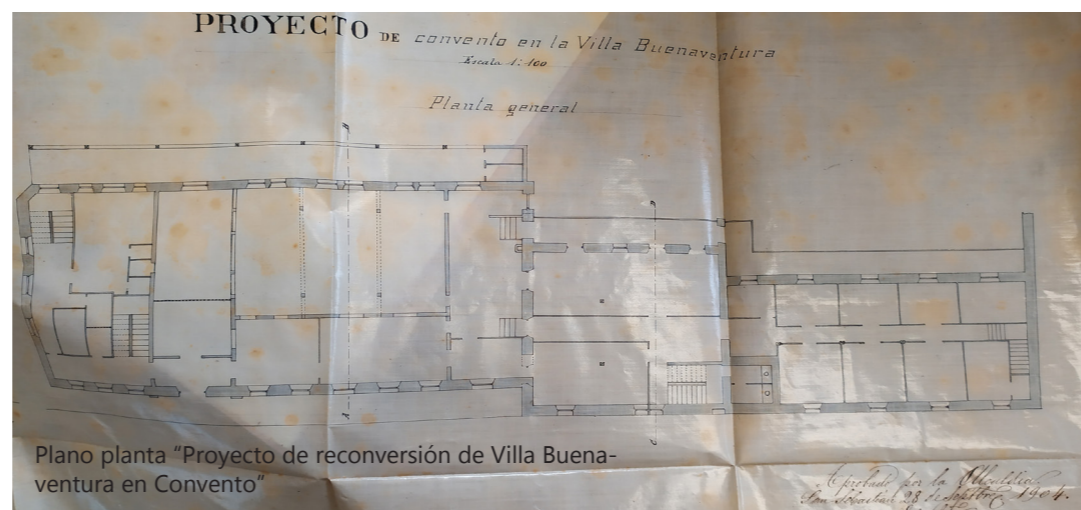 PROYECTO DE convento en la Villa Buenaventura
Escala 1:100
Planta general
Plano planta “Proyecto de reconversión de Villa Buena-
ventura en Convento”
Aprobado por la Alcaldía
San Sebastian 28 de 1904.